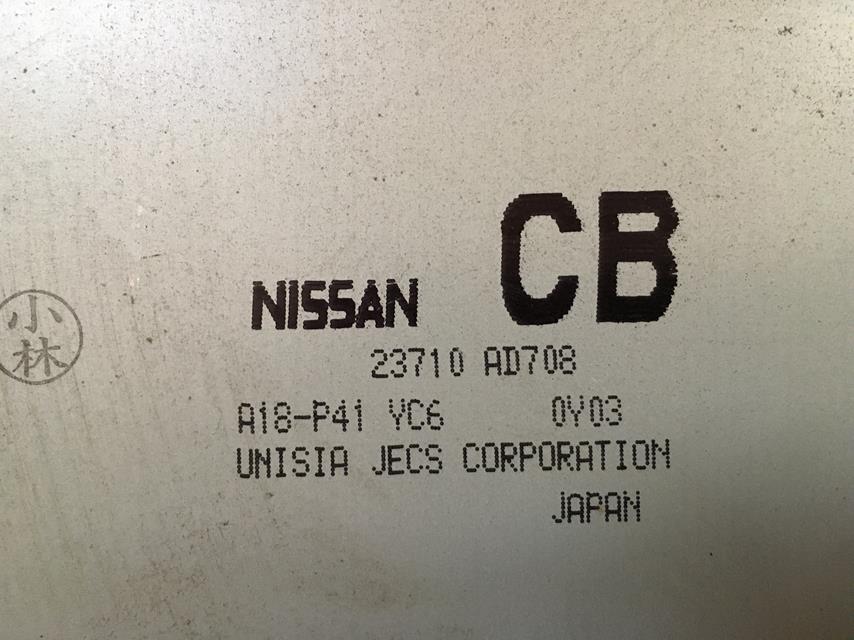 CB
NISSAN
23710 AD708
A18-P41 YC6 0Y03
UNISIA JECS CORPORATION
JAPAN
小林